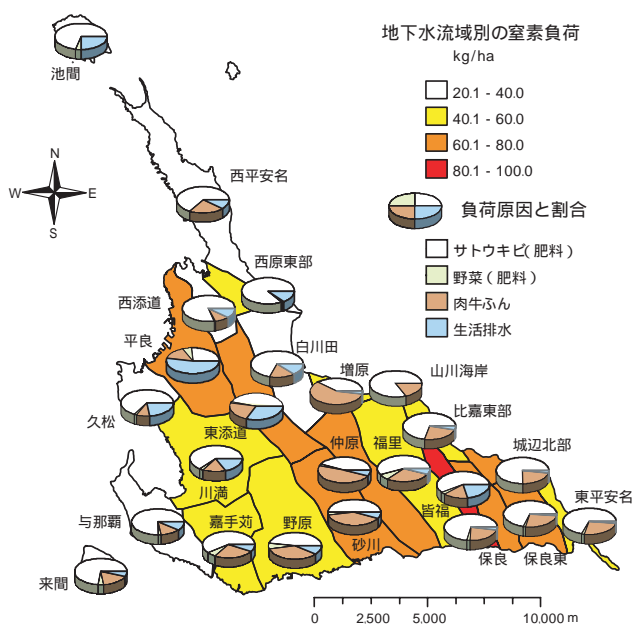 地下水流域別の窒素負荷
kg/ha
20.1 - 40.0
40.1 - 60.0
60.1 - 80.0
80.1 - 100.0
負荷原因と割合
サトウキビ(肥料)
野菜(肥料)
肉牛ふん
生活排水
N
W E
S
池間
西平安名
西原東部
西添道
平良
白川田
増原
山川海岸
久松
比嘉東部
東添道
仲原
福里
城辺北部
川満
東平安名
与那覇
嘉手苅
野原
皆福
砂川
保良
保良東
来間
0 2.500 5.000 10.000 m